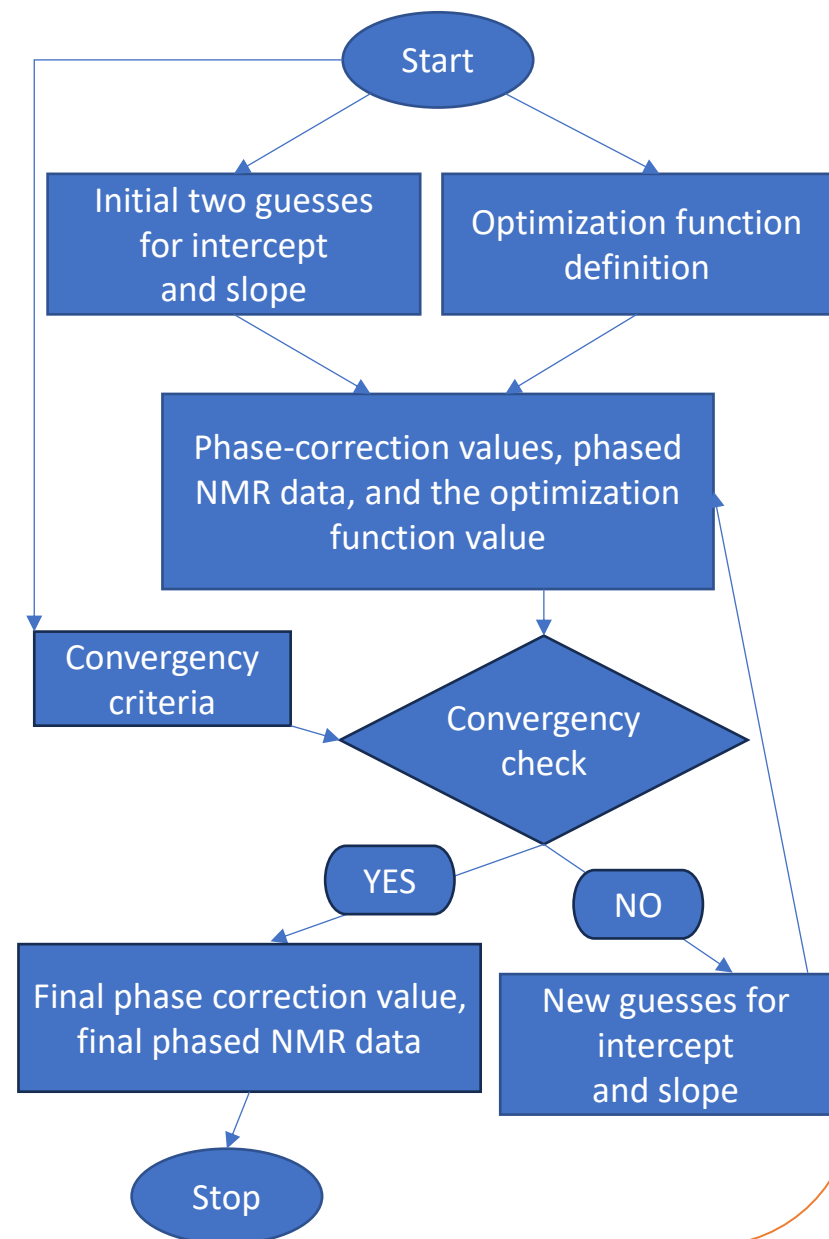 Start
Initial two guesses
for intercept
and slope
Optimization function
definition
Phase-correction values, phased
NMR data, and the optimization
function value
Convergency
criteria
Convergency
check
YES
NO
Final phase correction value,
final phased NMR data
New guesses for
intercept
and slope
Stop